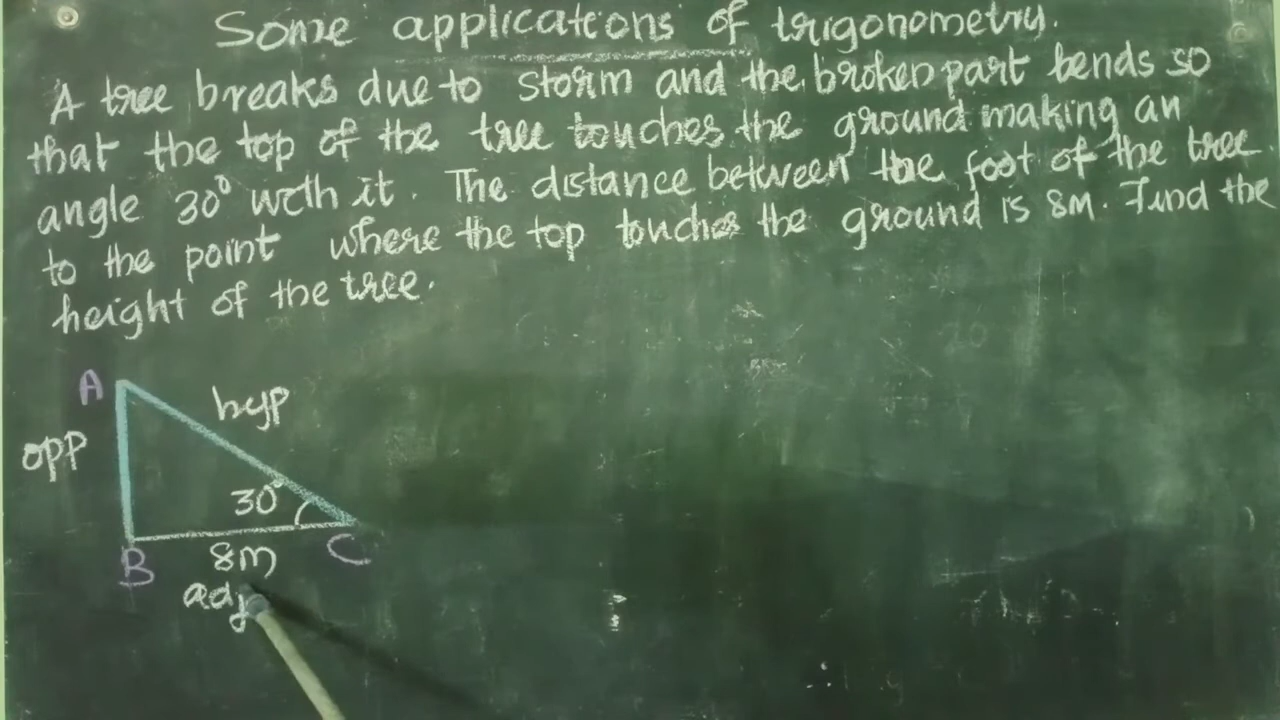 Some applications of trigonometry.
A tree breaks due to storm and the broken part bends so
that the top of the tree touches the ground making an
angle 30° with it. The distance between the foot of the tree
to the point where the top touches the ground is 8m. Find the
height of the tree.
A
hyp
opp
30°
B
8m
C
adj